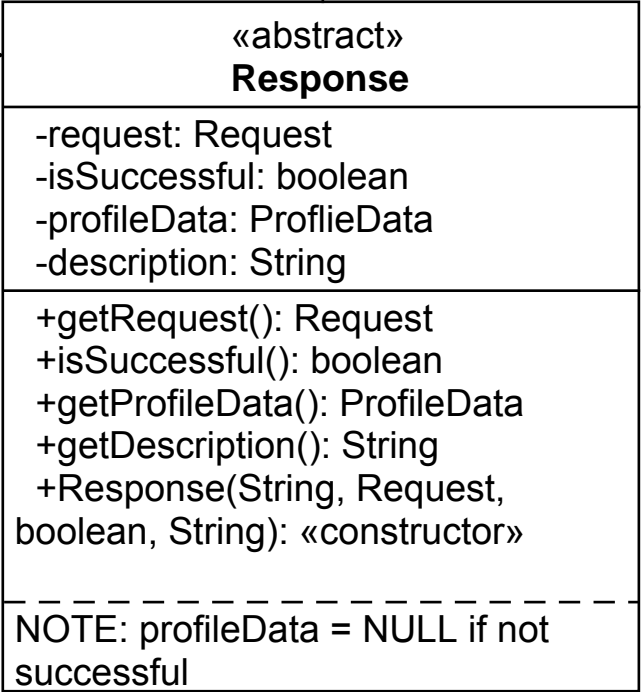 «abstract»
Response
-request: Request
-isSuccessful: boolean
-profileData: ProflieData
-description: String
+getRequest(): Request
+isSuccessful(): boolean
+getProfileData(): ProfileData
+getDescription(): String
+Response(String, Request,
boolean, String): «constructor»
NOTE: profileData = NULL if not
successful